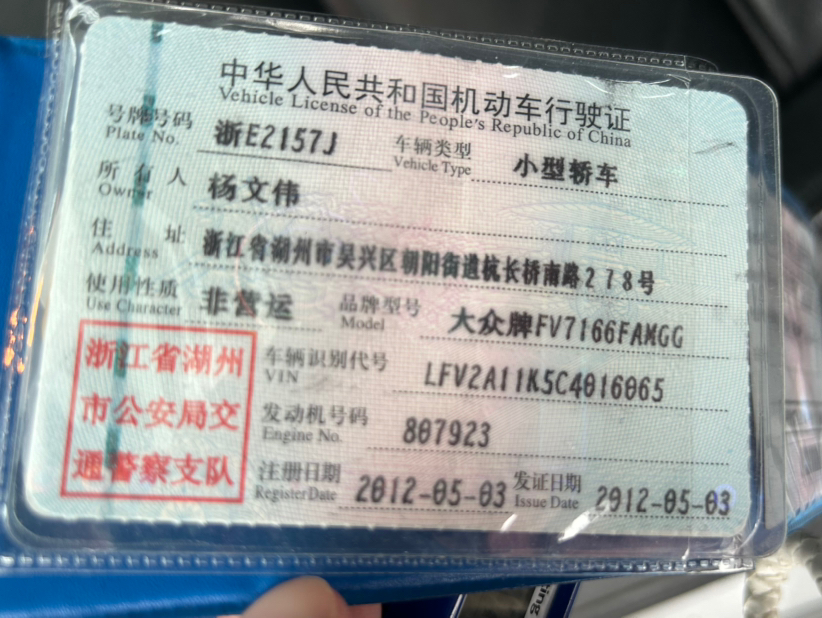 中华人民共和国机动车行驶证
Vehicle License of the People's Republic of China
号牌号码 浙E2157J 车辆类型 小型轿车
Plate No. Vehicle Type
所有人 杨文伟
Owner
住址 浙江省湖州市吴兴区朝阳街道杭长桥南路278号
Address
使用性质 非营运 品牌型号 大众牌FV7166FAMGG
Use Character Model
浙江省湖州
市公安局交
通警察支队
车辆识别代号 LFV2A11K5C4016065
VIN
发动机号码 807923
Engine No.
注册日期 2012-05-03 发证日期 2012-05-03
Register Date Issue Date
ing